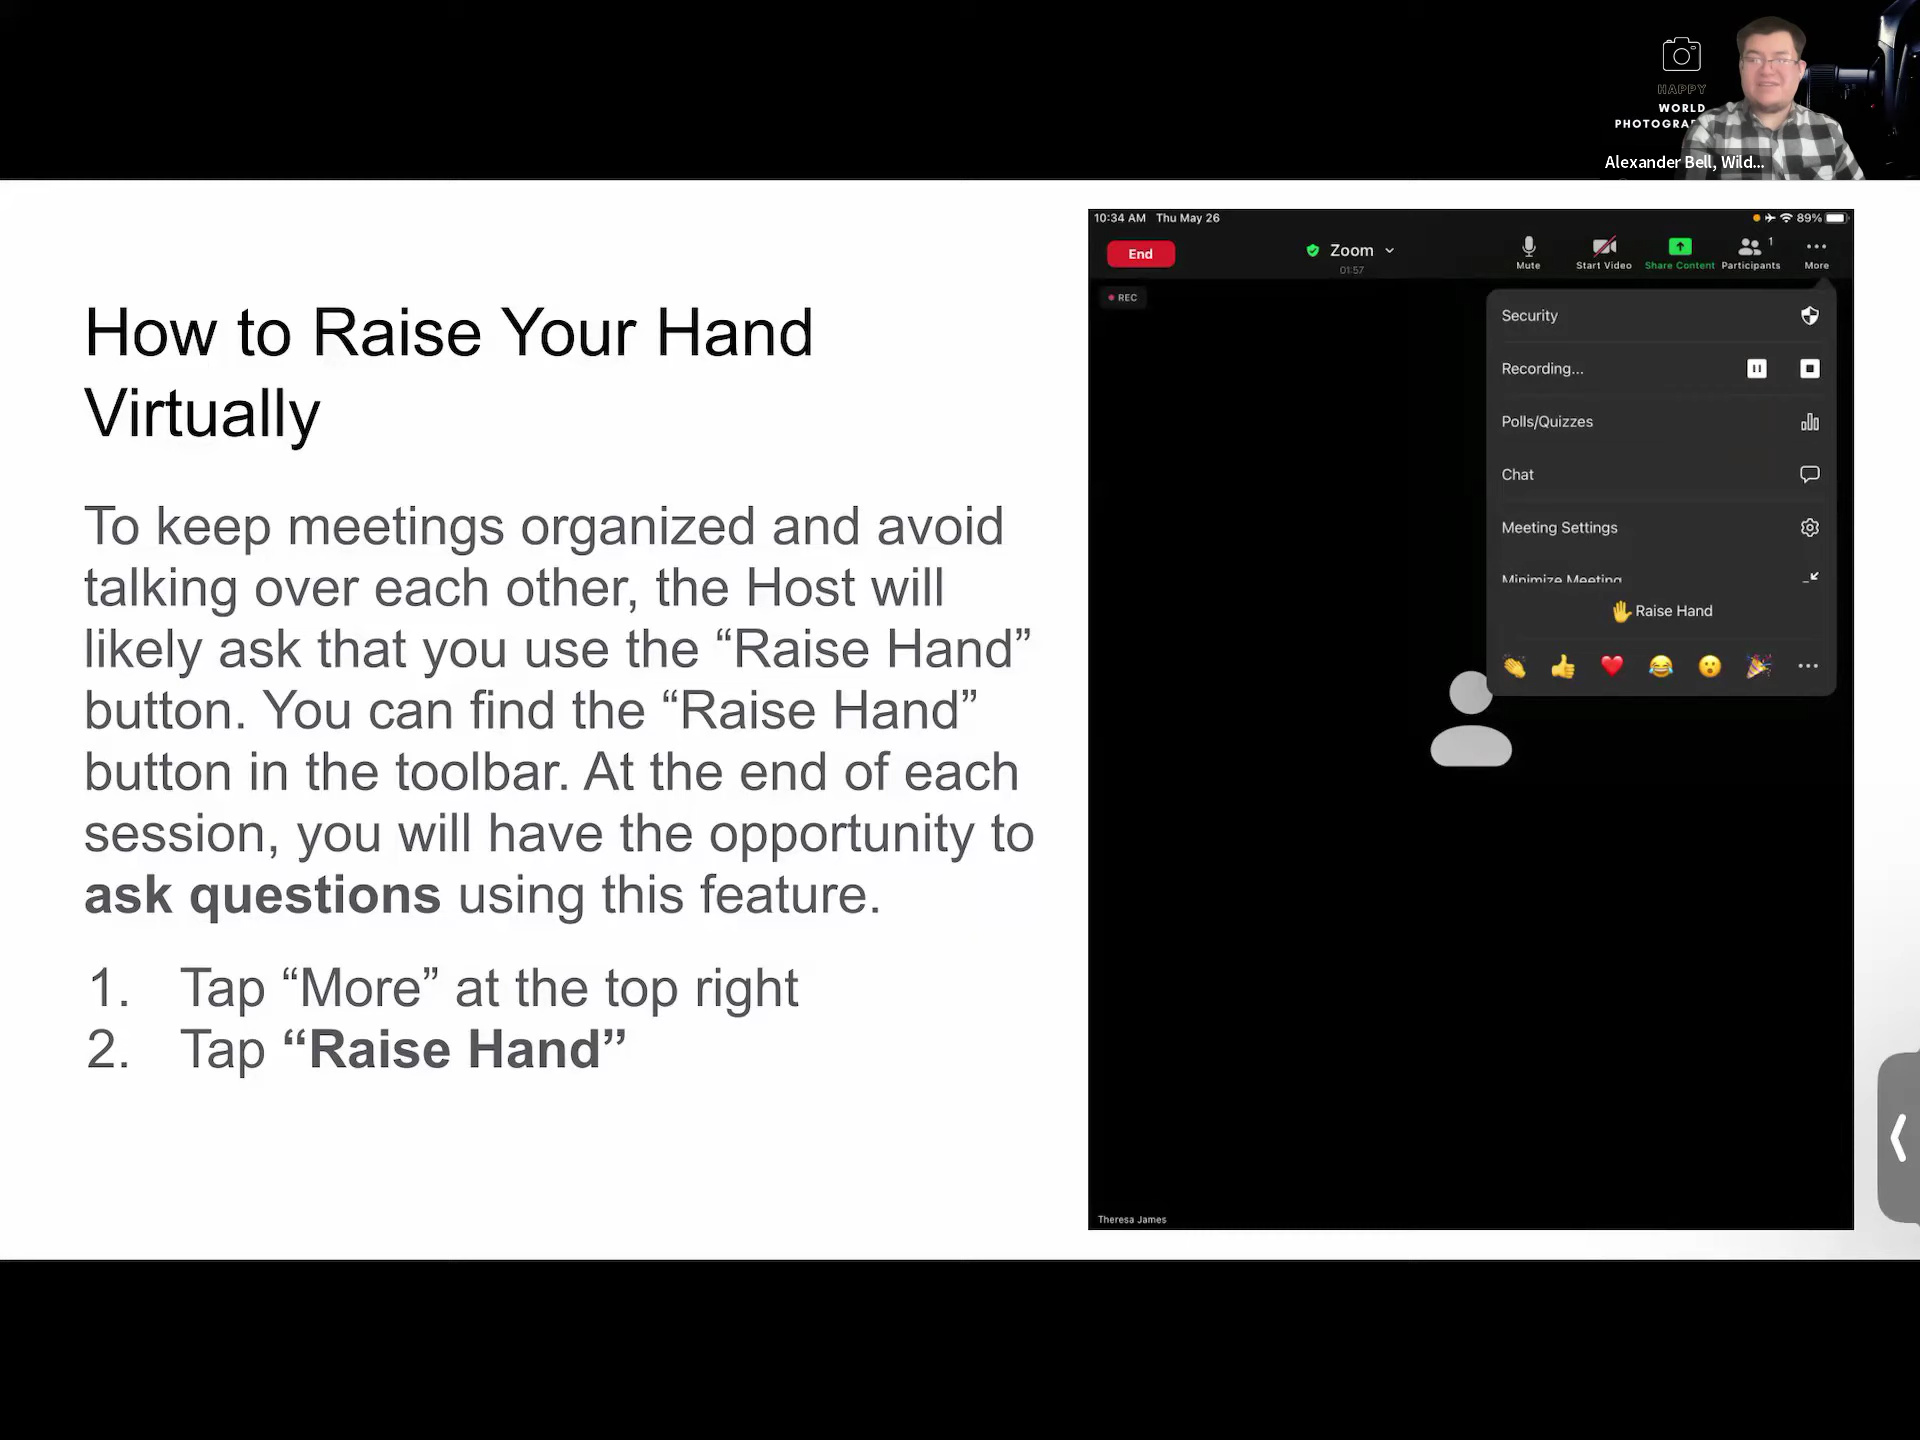 HAPPY
WORLD
PHOTOGRA
Alexander Bell, Wild...
How to Raise Your Hand
Virtually
To keep meetings organized and avoid
talking over each other, the Host will
likely ask that you use the “Raise Hand”
button. You can find the “Raise Hand”
button in the toolbar. At the end of each
session, you will have the opportunity to
ask questions using this feature.
1. Tap “More” at the top right
2. Tap “Raise Hand”
10:34 AM Thu May 26
89%
End
Zoom
01:57
Mute
Start Video
Share Content
Participants
1
More
REC
Security
Recording...
Polls/Quizzes
Chat
Meeting Settings
Minimize Meeting
Raise Hand
Theresa James